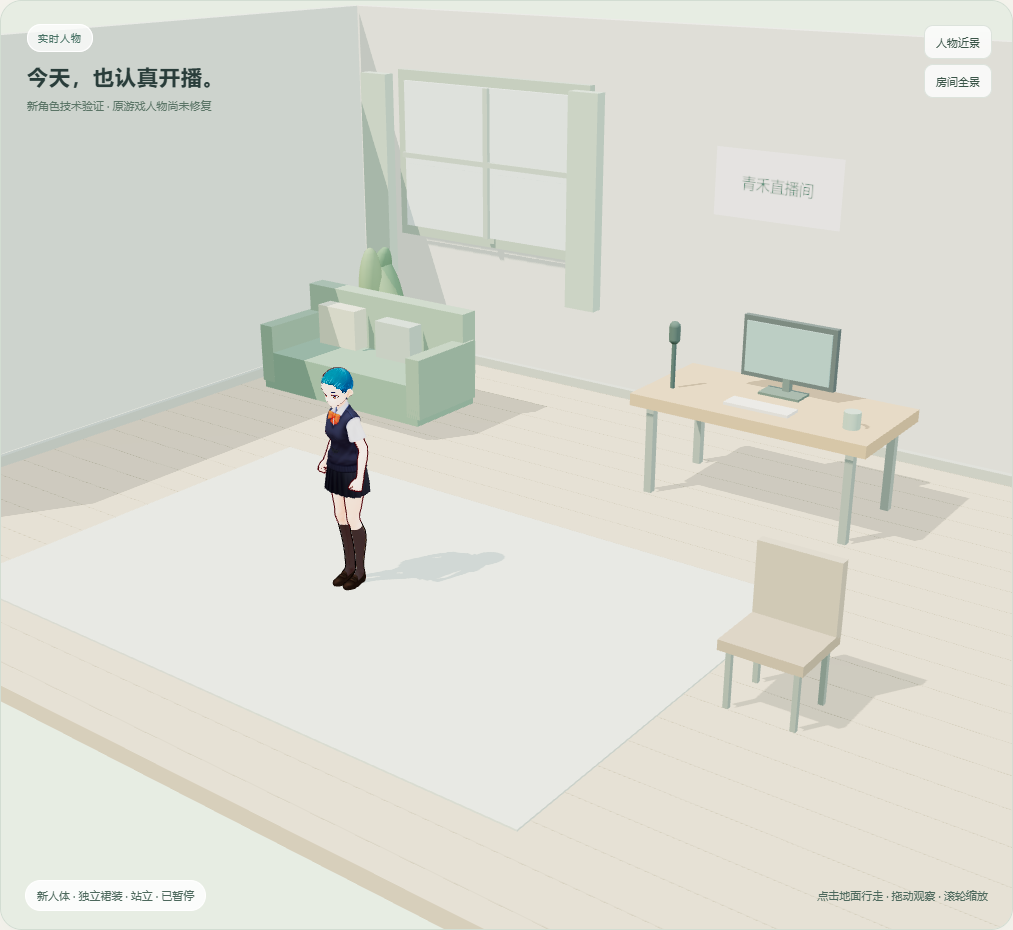 实时人物
今天，也认真开播。
新角色技术验证 · 原游戏人物尚未修复
人物近景
房间全景
青禾直播间
新人体 · 独立裙装 · 站立 · 已暂停
点击地面行走 · 拖动观察 · 滚轮缩放